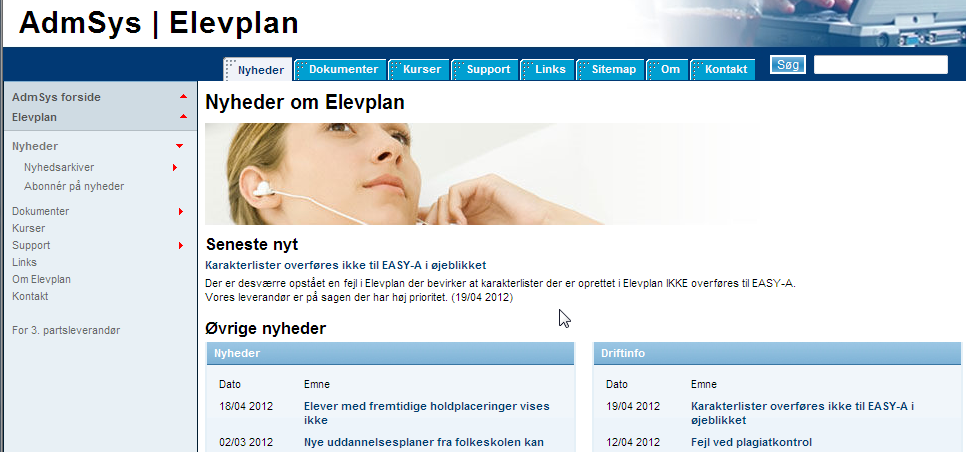 AdmSys | Elevplan
Nyheder
Dokumenter
Kurser
Support
Links
Sitemap
Om
Kontakt
Søg
AdmSys forside
Elevplan
Nyheder
Nyhedsarkiver
Abonnér på nyheder
Dokumenter
Kurser
Support
Links
Om Elevplan
Kontakt
For 3. partsleverandør
Nyheder om Elevplan
Seneste nyt
Karakterlister overføres ikke til EASY-A i øjeblikket
Der er desværre opstået en fejl i Elevplan der bevirker at karakterlister der er oprettet i Elevplan IKKE overføres til EASY-A.
Vores leverandør er på sagen der har høj prioritet. (19/04 2012)
Øvrige nyheder
Nyheder
Dato Emne
18/04 2012 Elever med fremtidige holdplaceringer vises
ikke
02/03 2012 Nye uddannelsesplaner fra folkeskolen kan
Driftinfo
Dato Emne
19/04 2012 Karakterlister overføres ikke til EASY-A i
øjeblikket
12/04 2012 Fejl ved plagiatkontrol